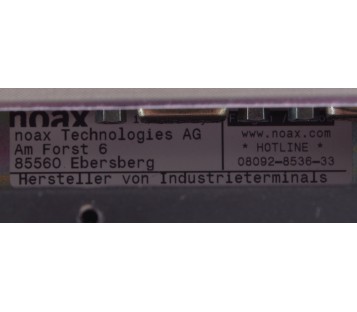 noax
noax Technologies AG
Am Forst 6
85560 Ebersberg
www.noax.com
* HOTLINE *
08092-8536-33
Hersteller von Industrieterminals